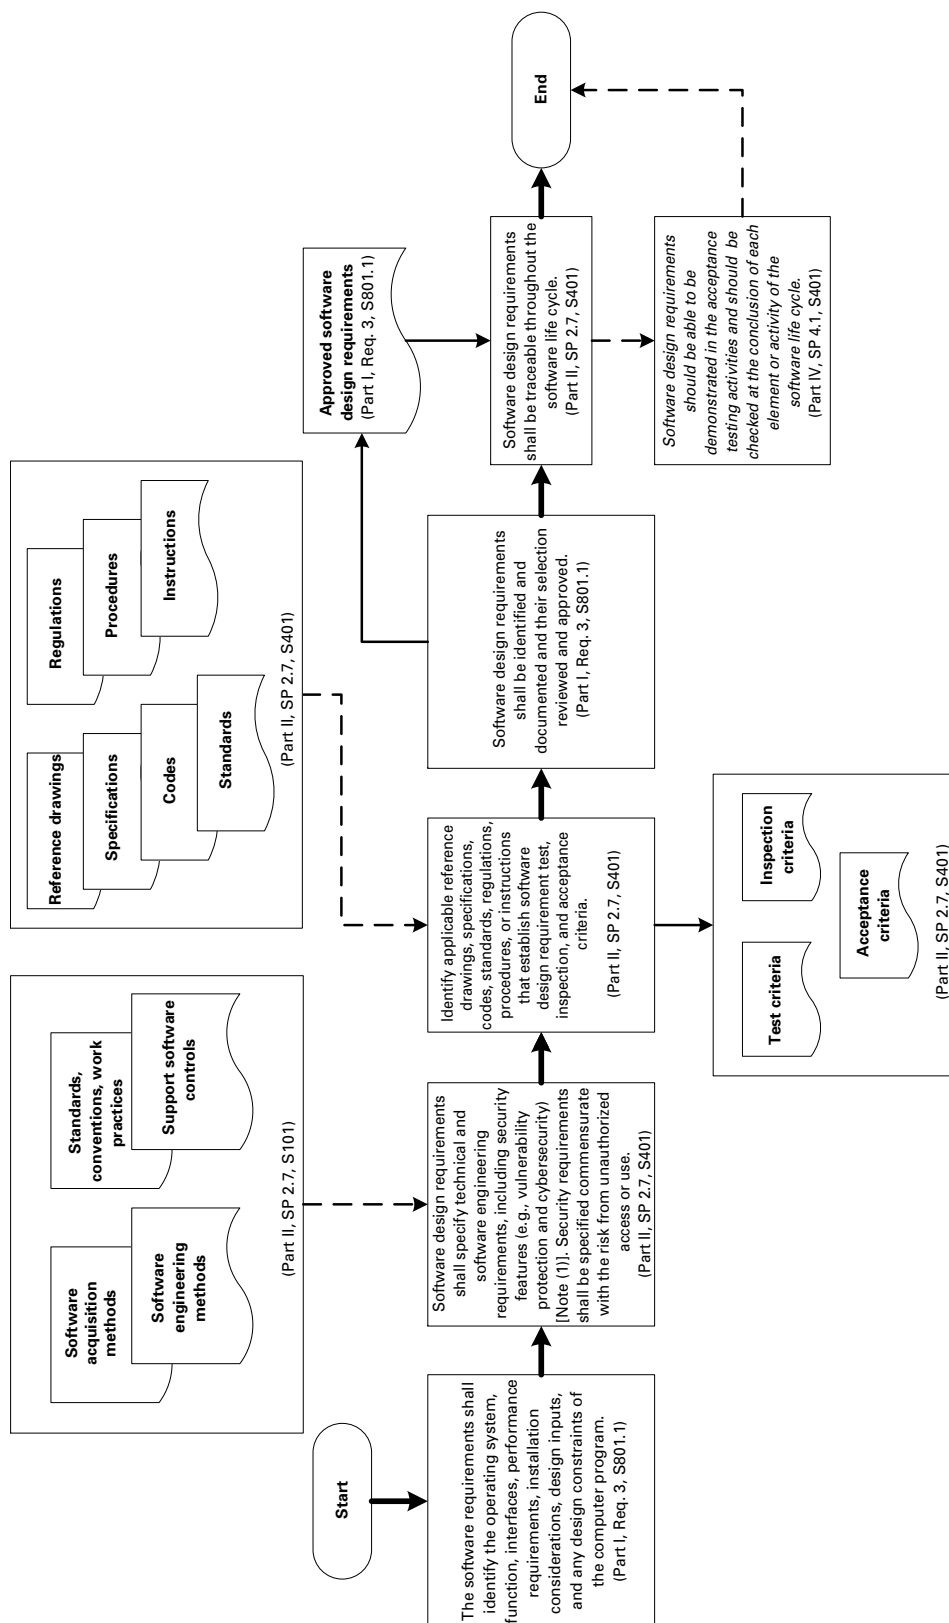 Start
The software requirements shall
identify the operating system,
function, interfaces, performance
requirements, installation
considerations, design inputs,
and any design constraints of
the computer program.
(Part I, Req. 3, S801.1)
Software
acquisition
methods
Software
engineering
methods
Standards,
conventions, work
practices
Support software
controls
(Part II, SP 2.7, S101)
Software design requirements
shall specify technical and
software engineering
requirements, including security
features (e.g., vulnerability
protection and cybersecurity)
[Note (1)]. Security requirements
shall be specified commensurate
with the risk from unauthorized
access or use.
(Part II, SP 2.7, S401)
Reference drawings
Specifications
Codes
Standards
Regulations
Procedures
Instructions
(Part II, SP 2.7, S401)
Identify applicable reference
drawings, specifications,
codes, standards, regulations,
procedures, or instructions
that establish software
design requirement test,
inspection, and acceptance
criteria.
(Part II, SP 2.7, S401)
Test criteria
Inspection
criteria
Acceptance
criteria
(Part II, SP 2.7, S401)
Software design requirements
shall be identified and
documented and their selection
reviewed and approved.
(Part I, Req. 3, S801.1)
Approved software
design requirements
(Part I, Req. 3, S801.1)
Software design requirements
shall be traceable throughout the
software life cycle.
(Part II, SP 2.7, S401)
Software design requirements
should be able to be
demonstrated in the acceptance
testing activities and should be
checked at the conclusion of each
element or activity of the
software life cycle.
(Part IV, SP 4.1, S401)
End